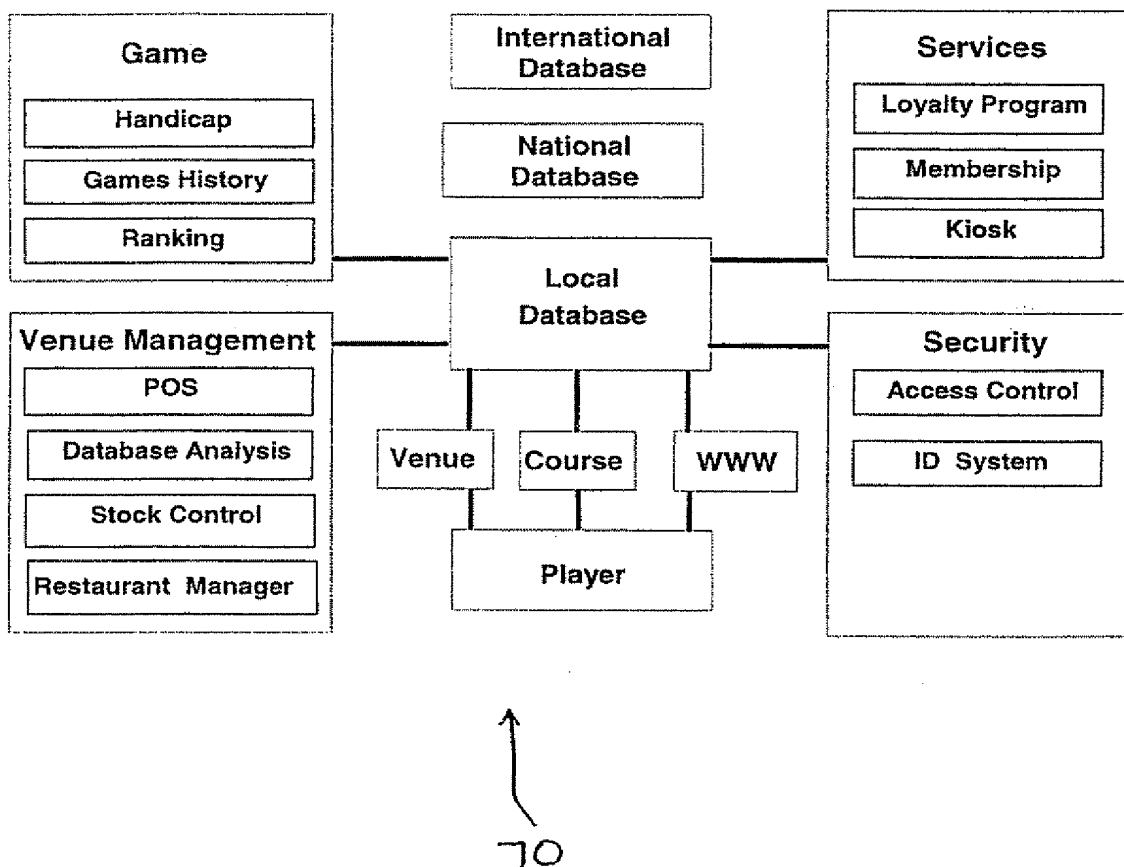 Game
Handicap
Games History
Ranking
International
Database
National
Database
Services
Loyalty Program
Membership
Kiosk
Local
Database
Venue Management
POS
Database Analysis
Stock Control
Restaurant Manager
Venue
Course
WWW
Player
Security
Access Control
ID System
70